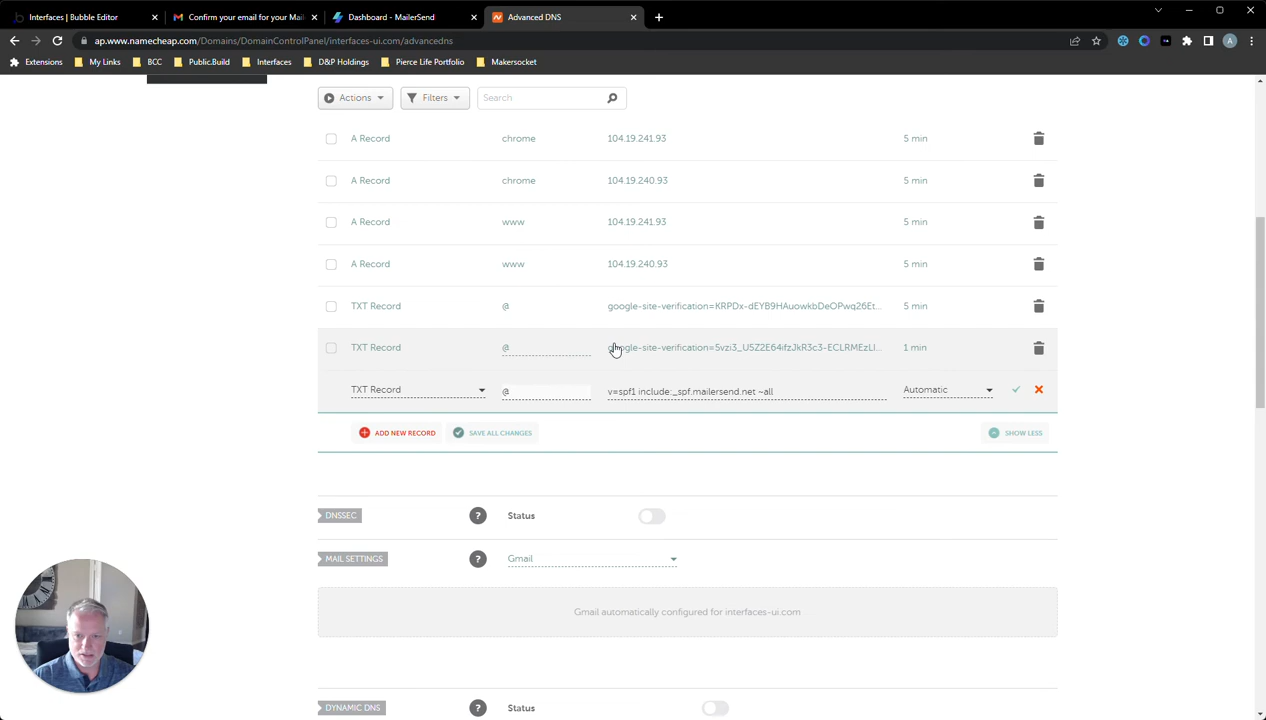 Interfaces | Bubble Editor
Confirm your email for your Mail
Dashboard - MailerSend
Advanced DNS
ap.www.namecheap.com/Domains/DomainControlPanel/interfaces-ui.com/advancedns
A
Extensions My Links BCC Public.Build Interfaces D&P Holdings Pierce Life Portfolio Makersocket
Actions Filters Search
A Record chrome 104.19.241.93 5 min
A Record chrome 104.19.240.93 5 min
A Record www 104.19.241.93 5 min
A Record www 104.19.240.93 5 min
TXT Record @ google-site-verification=KRPDx-dEYB9HAuowkbDeOPwq26Et... 5 min
TXT Record @ google-site-verification=5vzi3_U5Z2E64ifzJkR3c3-ECLRMEzLI... 1 min
TXT Record @ v=spf1 include:_spf.mailersend.net ~all Automatic
ADD NEW RECORD SAVE ALL CHANGES SHOW LESS
DNSSEC ? Status
MAIL SETTINGS ? Gmail
Gmail automatically configured for interfaces-ui.com
DYNAMIC DNS ? Status